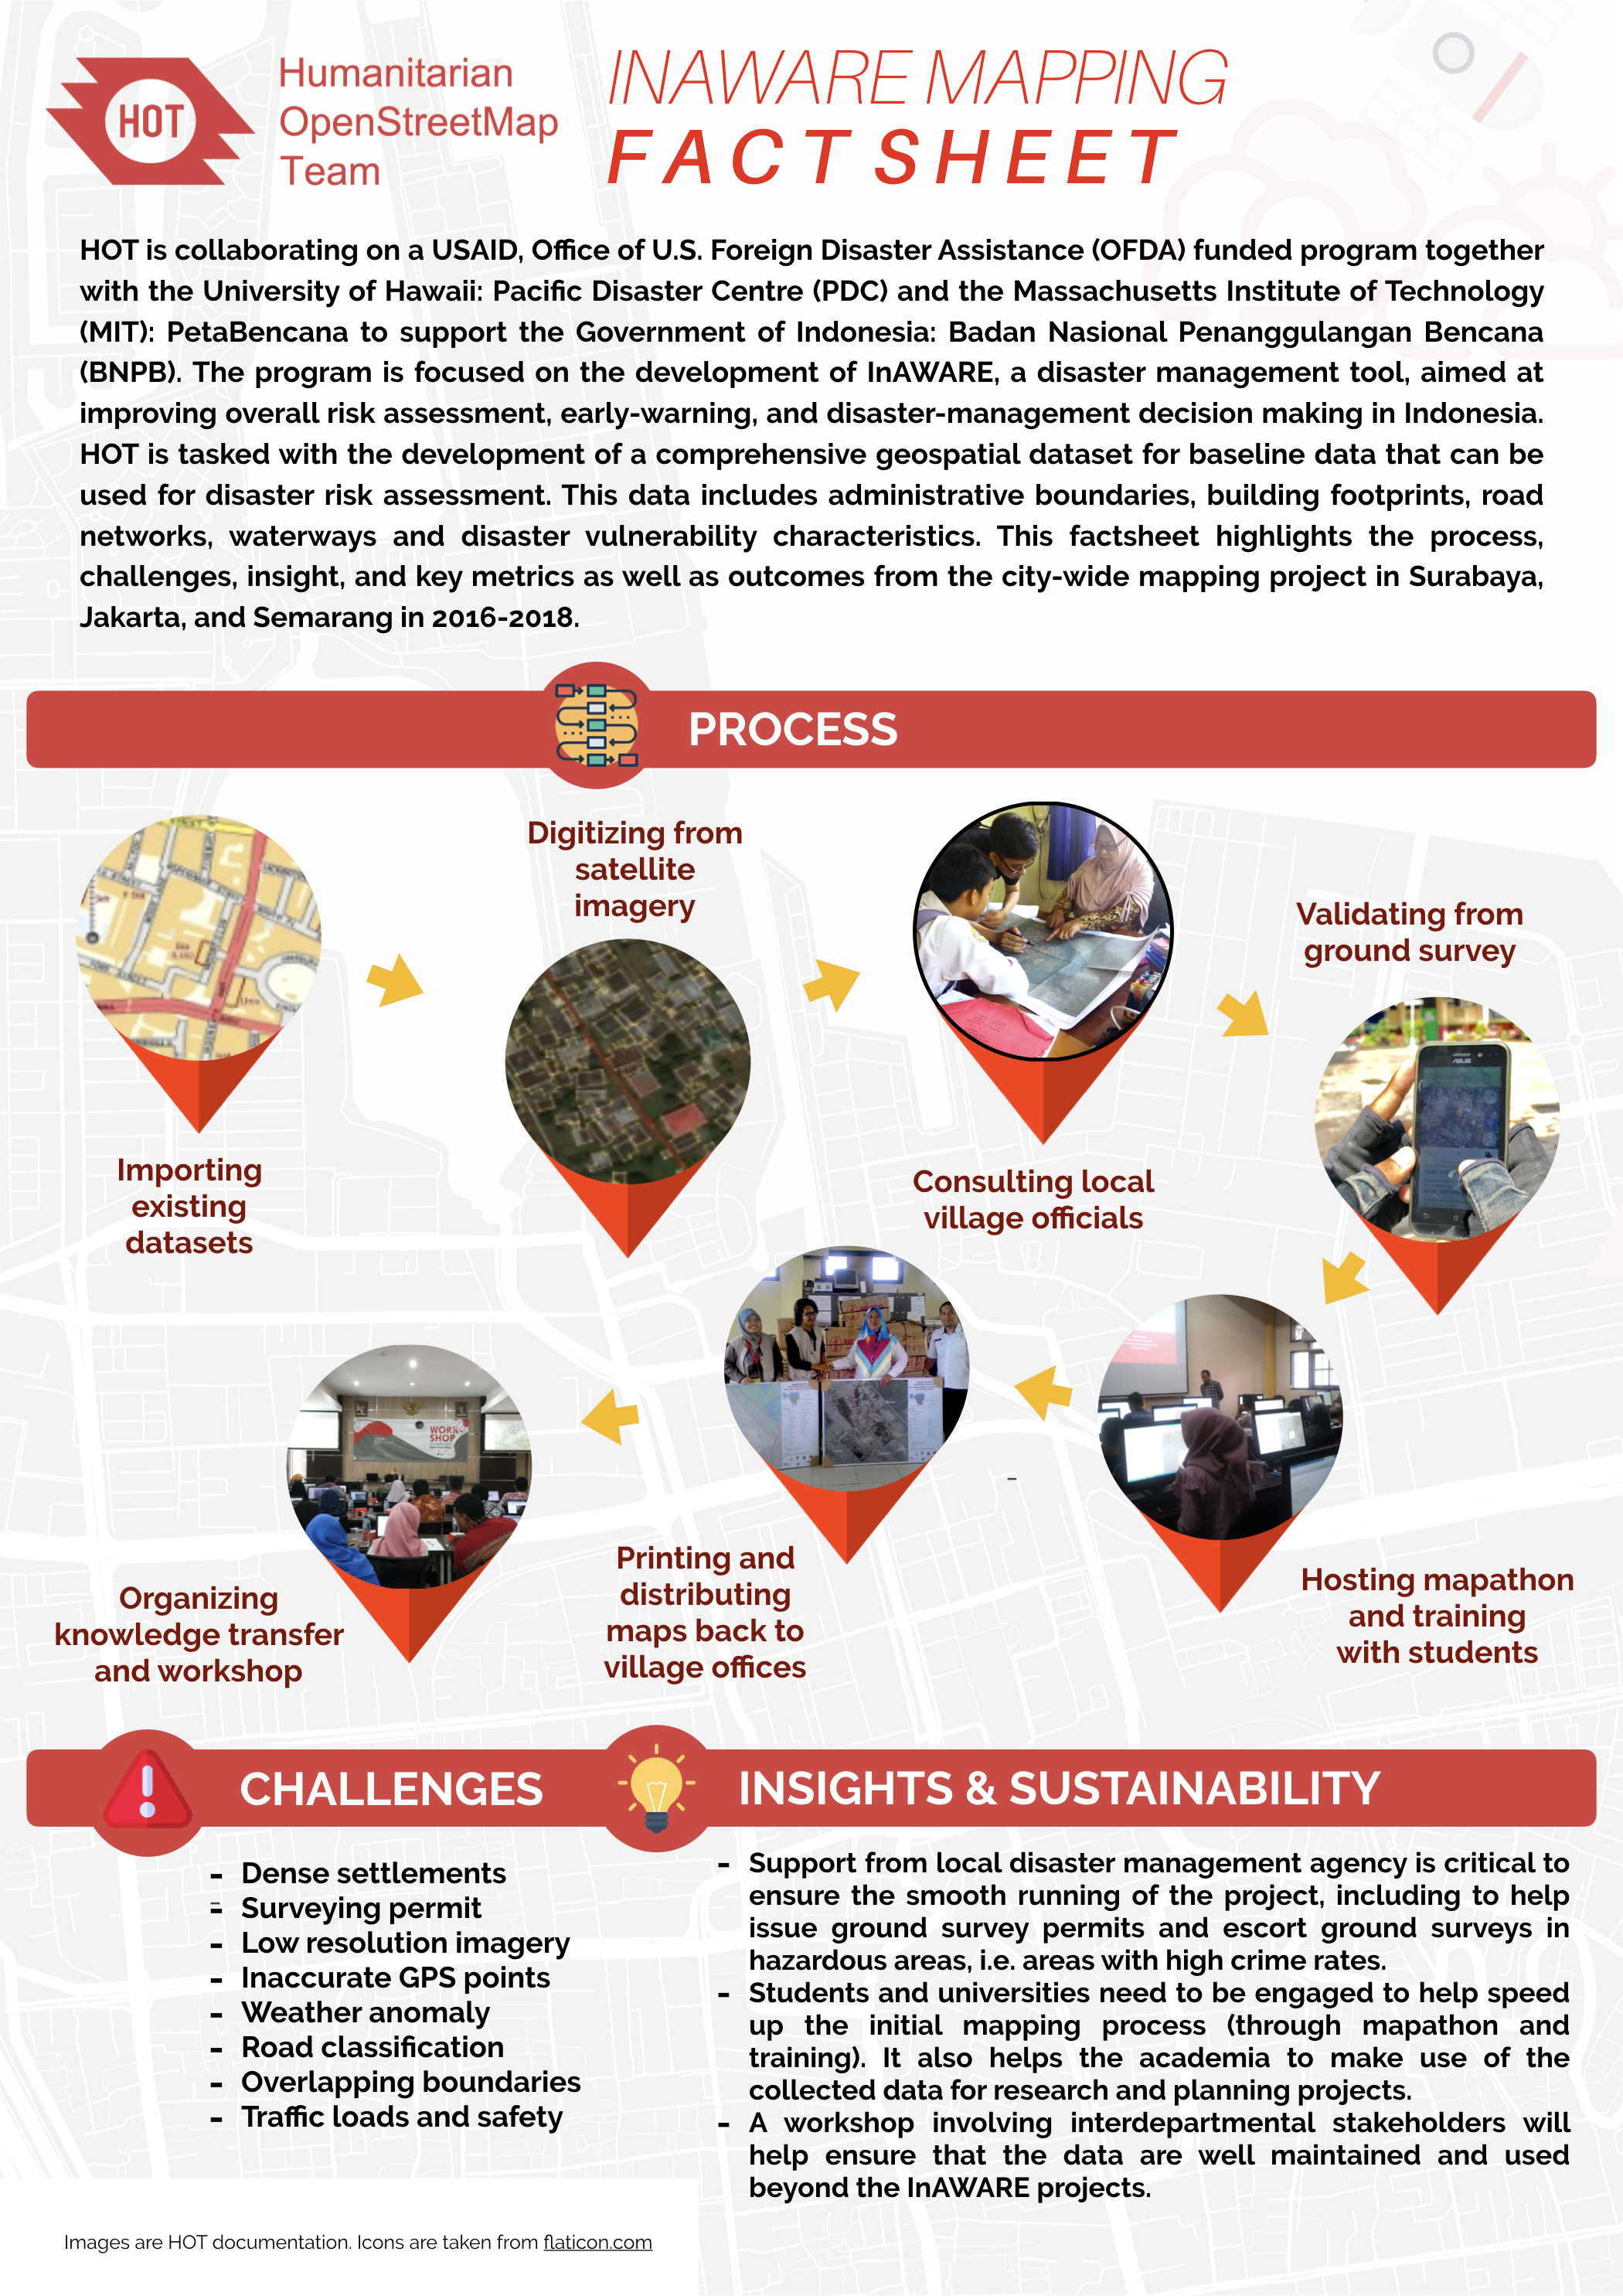 HOT
Humanitarian
OpenStreetMap
Team
INAWARE MAPPING
FACT SHEET
HOT is collaborating on a USAID, Office of U.S. Foreign Disaster Assistance (OFDA) funded program together
with the University of Hawaii: Pacific Disaster Centre (PDC) and the Massachusetts Institute of Technology
(MIT): PetaBencana to support the Government of Indonesia: Badan Nasional Penanggulangan Bencana
(BNPB). The program is focused on the development of InAWARE, a disaster management tool, aimed at
improving overall risk assessment, early-warning, and disaster-management decision making in Indonesia.
HOT is tasked with the development of a comprehensive geospatial dataset for baseline data that can be
used for disaster risk assessment. This data includes administrative boundaries, building footprints, road
networks, waterways and disaster vulnerability characteristics. This factsheet highlights the process,
challenges, insight, and key metrics as well as outcomes from the city-wide mapping project in Surabaya,
Jakarta, and Semarang in 2016-2018.
PROCESS
Importing
existing
datasets
Digitizing from
satellite
imagery
Consulting local
village officials
Validating from
ground survey
ASUS
Hosting mapathon
and training
with students
Printing and
distributing
maps back to
village offices
WORK
SHOP
Organizing
knowledge transfer
and workshop
CHALLENGES
- Dense settlements
- Surveying permit
- Low resolution imagery
- Inaccurate GPS points
- Weather anomaly
- Road classification
- Overlapping boundaries
- Traffic loads and safety
INSIGHTS & SUSTAINABILITY
- Support from local disaster management agency is critical to
ensure the smooth running of the project, including to help
issue ground survey permits and escort ground surveys in
hazardous areas, i.e. areas with high crime rates.
- Students and universities need to be engaged to help speed
up the initial mapping process (through mapathon and
training). It also helps the academia to make use of the
collected data for research and planning projects.
- A workshop involving interdepartmental stakeholders will
help ensure that the data are well maintained and used
beyond the InAWARE projects.
Images are HOT documentation. Icons are taken from flaticon.com